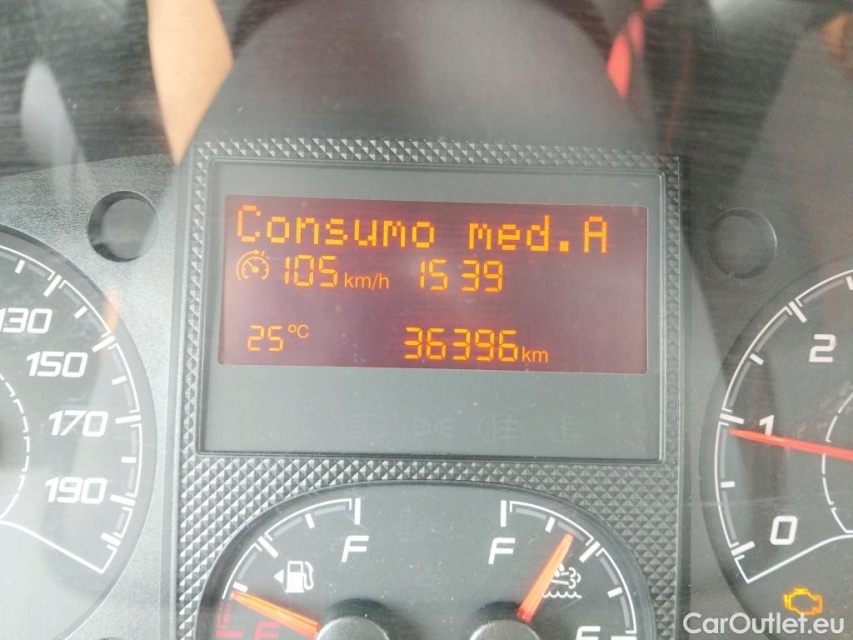 Consumo med.A
105 km/h 15 39
25 °C 36396 km
130
150
170
190
2
1
0
F
F
E
CarOutlet.eu